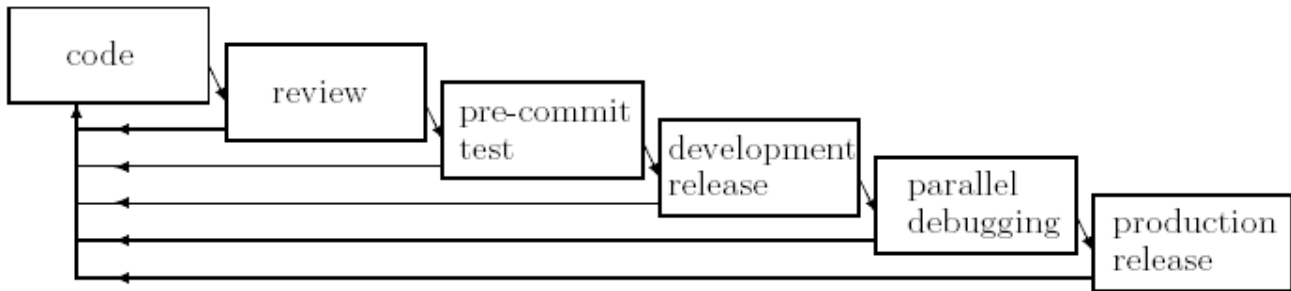 code
review
pre-commit
test
development
release
parallel
debugging
production
release